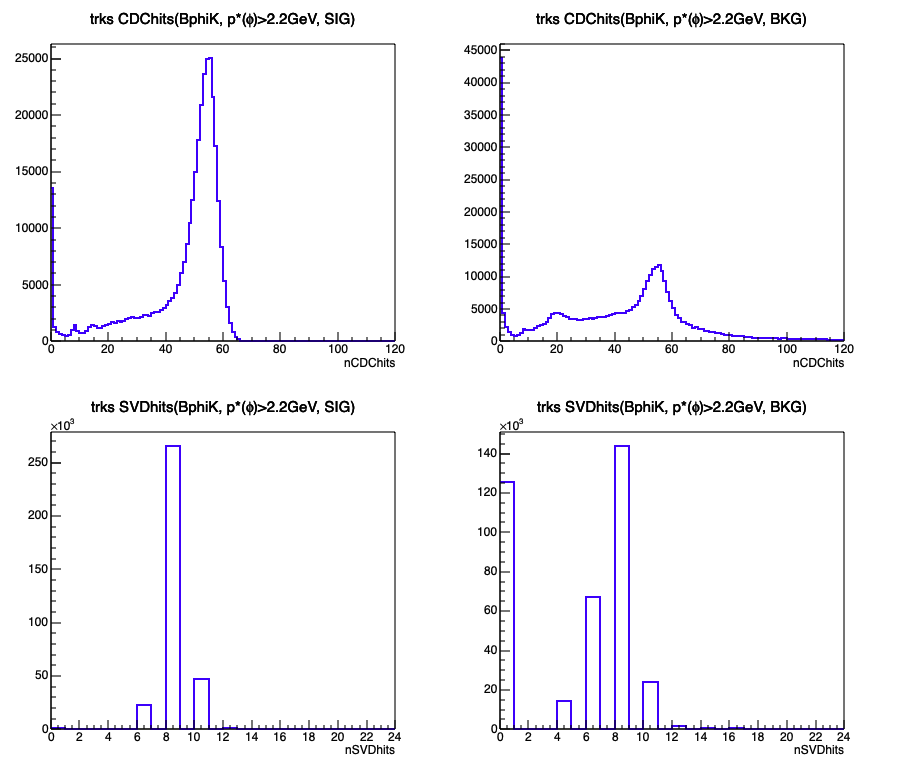 trks CDChits(BphiK, p*(ϕ)>2.2GeV, SIG)
25000
20000
15000
10000
5000
0
0 20 40 60 80 100 120
nCDChits
trks CDChits(BphiK, p*(ϕ)>2.2GeV, BKG)
45000
40000
35000
30000
25000
20000
15000
10000
5000
0
0 20 40 60 80 100 120
nCDChits
trks SVDhits(BphiK, p*(ϕ)>2.2GeV, SIG)
×10³
250
200
150
100
50
0
0 2 4 6 8 10 12 14 16 18 20 22 24
nSVDhits
trks SVDhits(BphiK, p*(ϕ)>2.2GeV, BKG)
×10³
140
120
100
80
60
40
20
0
0 2 4 6 8 10 12 14 16 18 20 22 24
nSVDhits